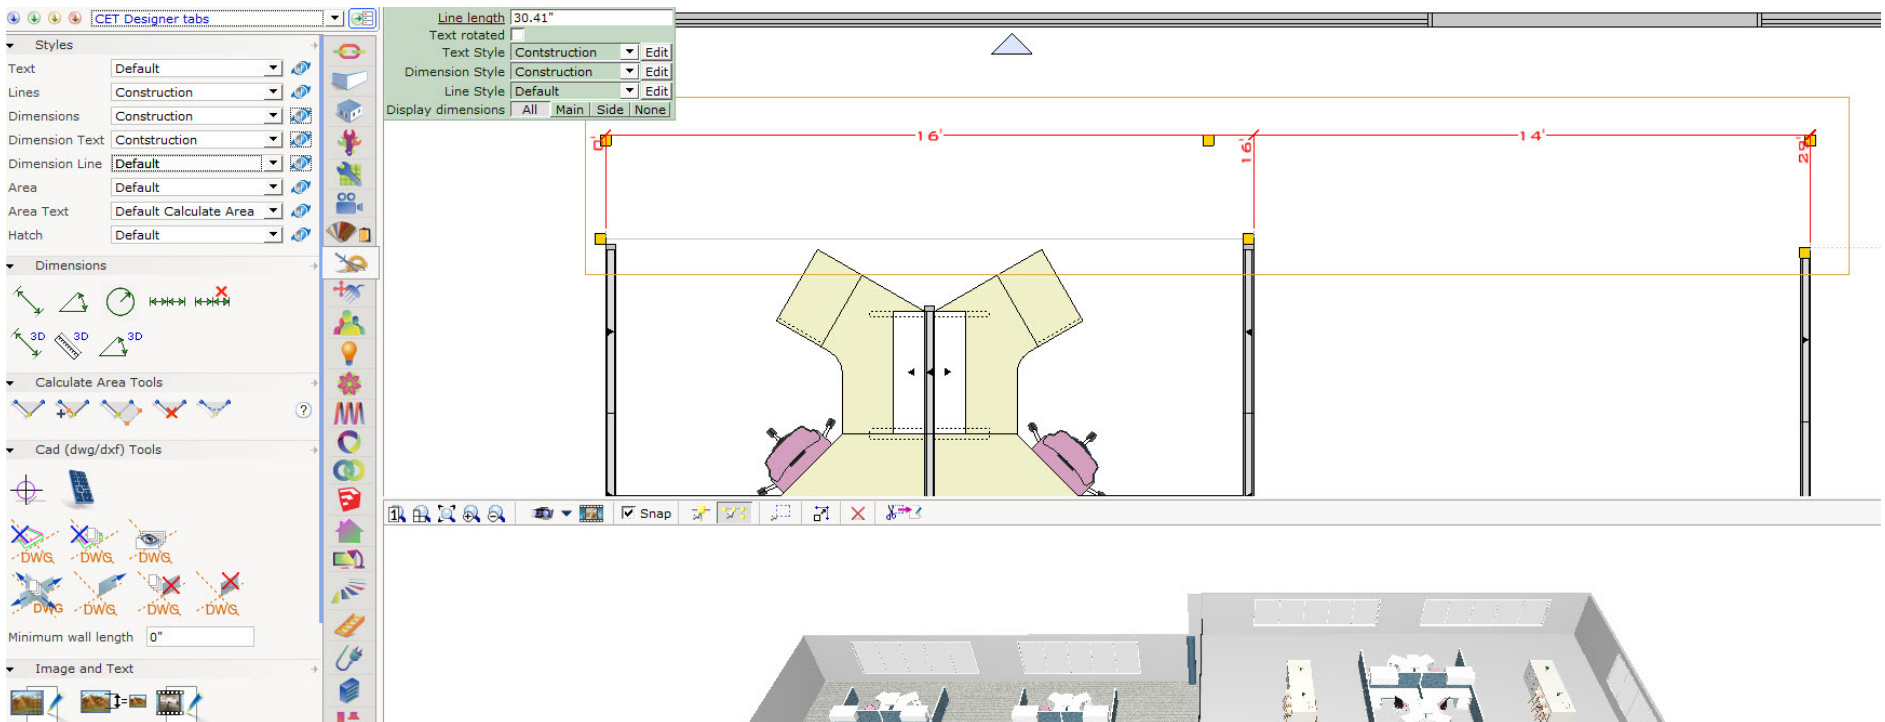 CET Designer tabs
Styles
Text Default
Lines Construction
Dimensions Construction
Dimension Text Contstruction
Dimension Line Default
Area Default
Area Text Default Calculate Area
Hatch Default
Dimensions
3D 3D 3D
Calculate Area Tools
?
Cad (dwg/dxf) Tools
DWG DWG DWG
DWG DWG DWG DWG
Minimum wall length 0"
Image and Text
Line length 30.41"
Text rotated
Text Style Contstruction Edit
Dimension Style Construction Edit
Line Style Default Edit
Display dimensions All Main Side None
0' 16' 16' 14' 29'
1 Snap